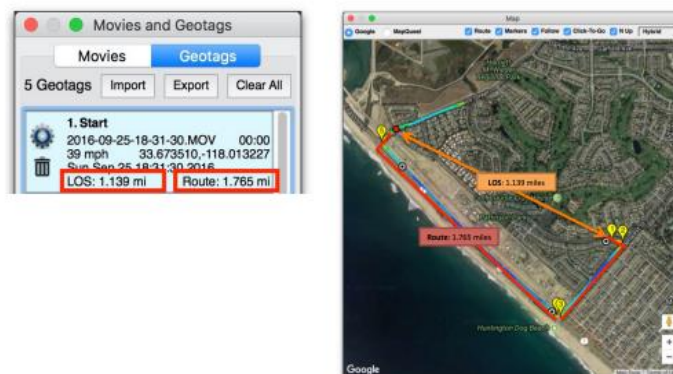 Movies and Geotags
Movies Geotags
5 Geotags Import Export Clear All
1. Start
2016-09-25-18-31-30.MOV 00:00
39 mph 33.673510,-118.013227
Sun Sep 25 18:31:30 2016
LOS: 1.139 mi Route: 1.765 mi
Map
Google MapQuest Route Markers Follow Click-To-Go N Up Hybrid
LOS: 1.139 miles
Route: 1.765 miles
Huntington Dog Beach
Google